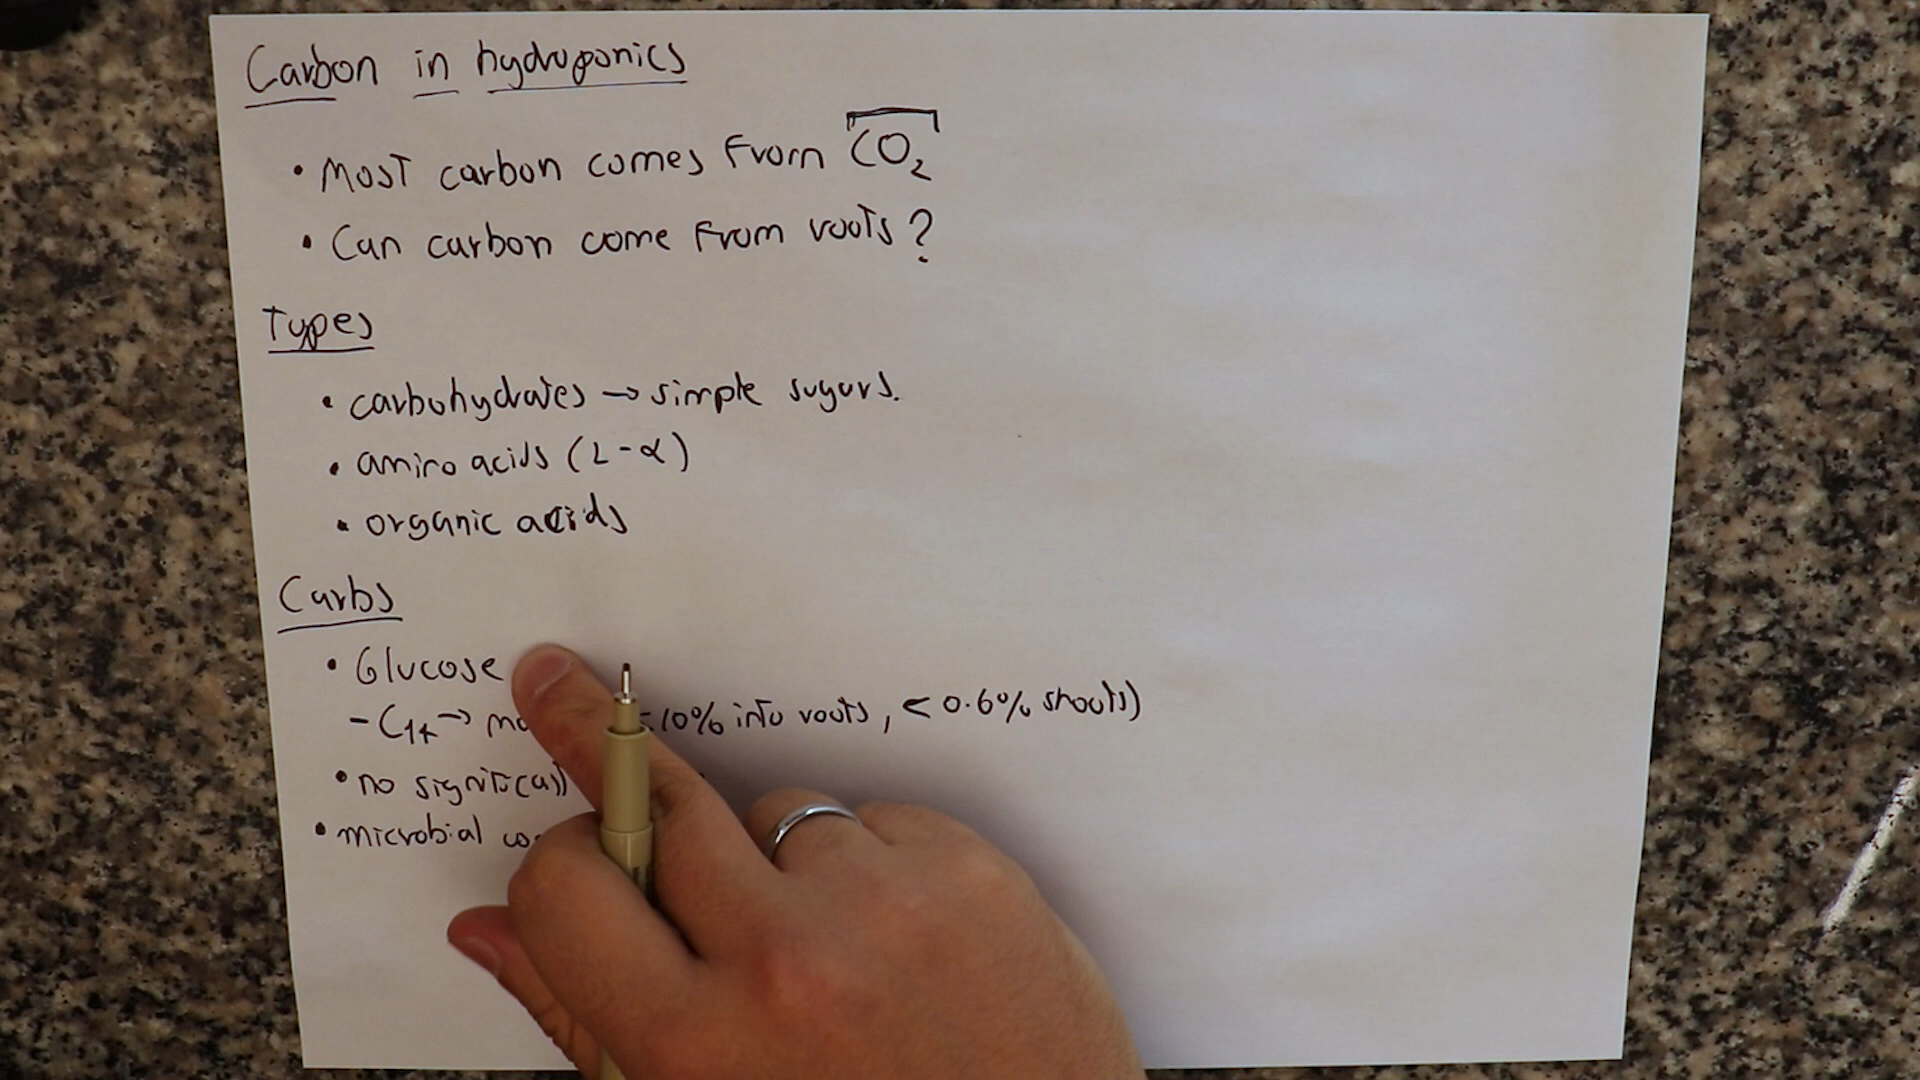 Carbon in hydroponics
• Most carbon comes from CO₂
• Can carbon come from roots?
Types
• carbohydrates → simple sugars.
• amino acids (L-α)
• organic acids
Carbs
• Glucose
- C14 → <10% into roots, <0.6% shoots)
• no
• microbial